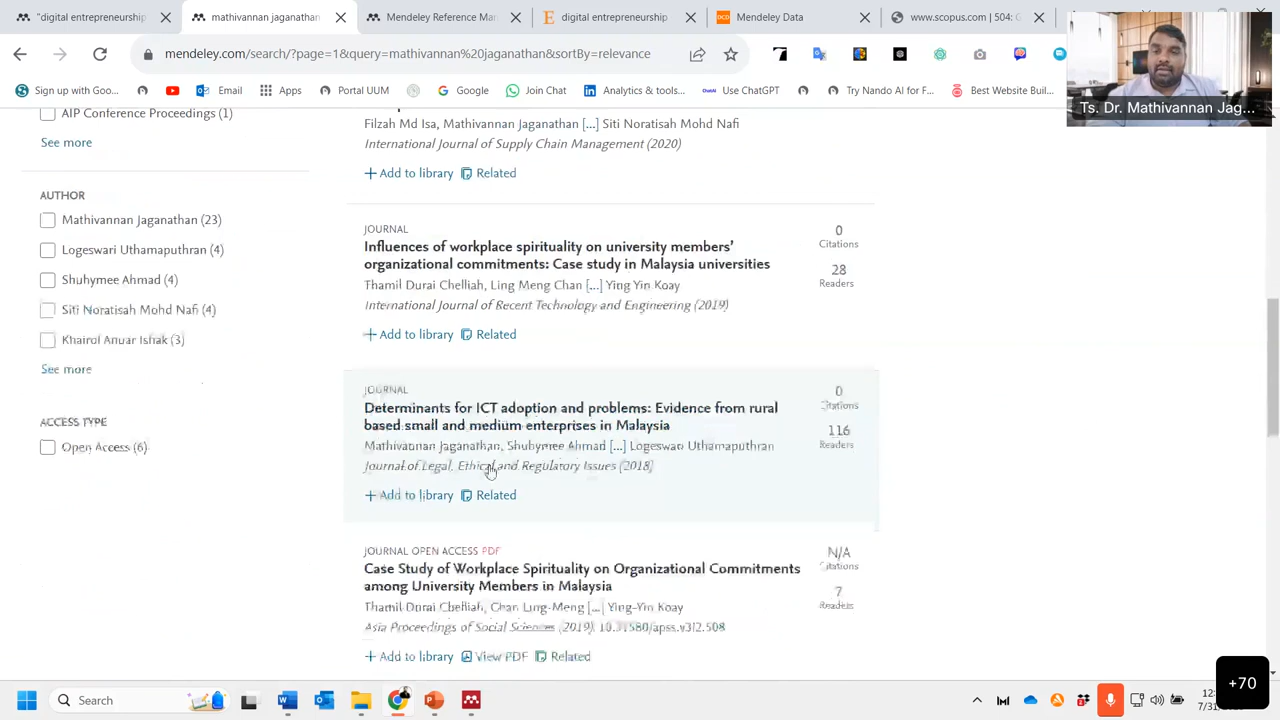 "digital entrepreneurship
mathivannan jaganathan
Mendeley Reference Mar
digital entrepreneurship
Mendeley Data
www.scopus.com | 504: G
mendeley.com/search/?page=1&query=mathivannan%20jaganathan&sortBy=relevance
Sign up with Goo...
Email
Apps
Portal UUM
Google
Join Chat
Analytics & tools...
Use ChatGPT
Try Nando AI for F...
Best Website Buil...
Ts. Dr. Mathivannan Jag...
AIP Conference Proceedings (1)
See more
AUTHOR
Mathivannan Jaganathan (23)
Logeswari Uthamaputhran (4)
Shuhymee Ahmad (4)
Siti Noratisah Mohd Nafi (4)
Khairol Anuar Ishak (3)
See more
ACCESS TYPE
Open Access (6)
Filzah Md Isa, Mathivannan Jaganathan [...] Siti Noratisah Mohd Nafi
International Journal of Supply Chain Management (2020)
+ Add to library Related
JOURNAL
Influences of workplace spirituality on university members'
organizational commitments: Case study in Malaysia universities
Thamil Durai Chelliah, Ling Meng Chan [...] Ying Yin Koay
International Journal of Recent Technology and Engineering (2019)
+ Add to library Related
0
Citations
28
Readers
JOURNAL
Determinants for ICT adoption and problems: Evidence from rural
based small and medium enterprises in Malaysia
Mathivannan Jaganathan, Shuhymee Ahmad [...] Logeswary Uthamaputhran
Journal of Legal, Ethical and Regulatory Issues (2018)
+ Add to library Related
0
Citations
116
Readers
JOURNAL OPEN ACCESS PDF
Case Study of Workplace Spirituality on Organizational Commitments
among University Members in Malaysia
Thamil Durai Chelliah, Chan Ling-Meng [...] Ying-Yin Koay
Asia Proceedings of Social Sciences (2019) 10.31580/apss.v3i2.508
+ Add to library View PDF Related
N/A
Citations
7
Readers
+70
Search
12:
7/31/2